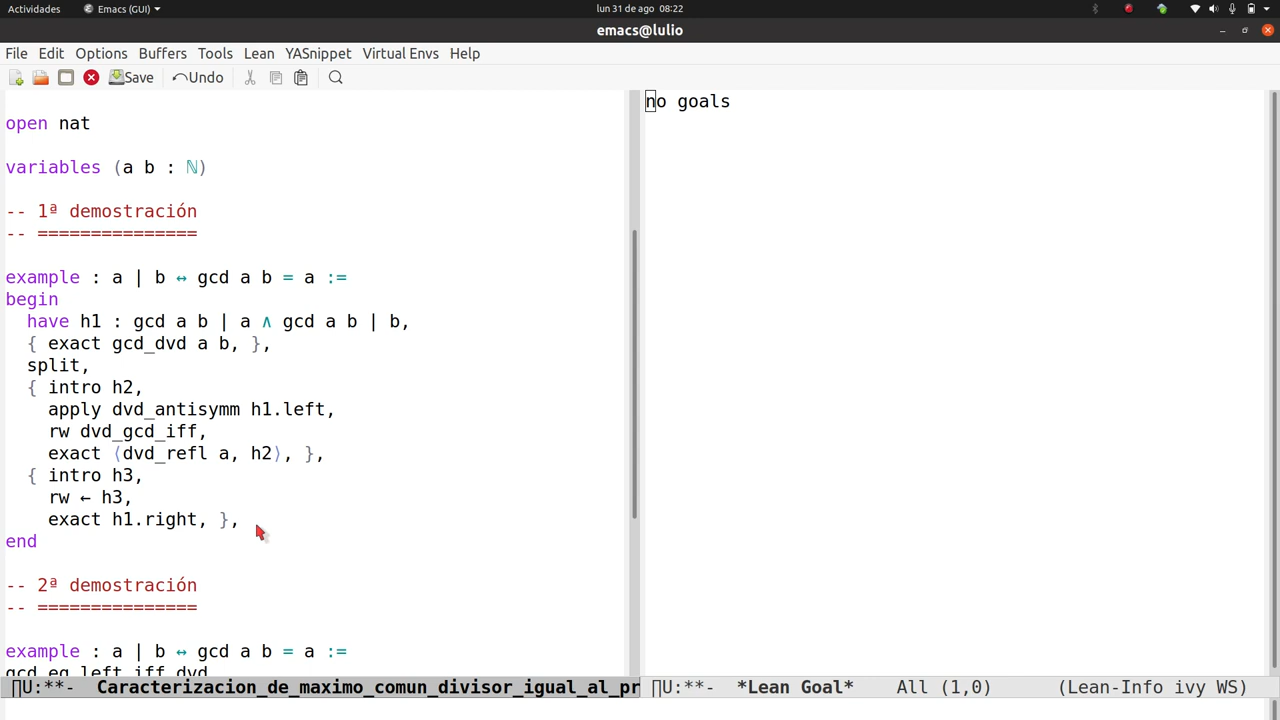 Actividades Emacs (GUI) lun 31 de ago 08:22
emacs@lulio
File Edit Options Buffers Tools Lean YASnippet Virtual Envs Help
Save Undo
open nat
variables (a b : ℕ)
-- 1ª demostración
-- ===============
example : a ∣ b ↔ gcd a b = a :=
begin
  have h1 : gcd a b ∣ a ∧ gcd a b ∣ b,
  { exact gcd_dvd a b, },
  split,
  { intro h2,
    apply dvd_antisymm h1.left,
    rw dvd_gcd_iff,
    exact ⟨dvd_refl a, h2⟩, },
  { intro h3,
    rw ← h3,
    exact h1.right, },
end
-- 2ª demostración
-- ===============
example : a ∣ b ↔ gcd a b = a :=
gcd_eq_left_iff_dvd
∏U:**-  Caracterizacion_de_maximo_comun_divisor_igual_al_pr
no goals
∏U:**-  *Lean Goal*    All (1,0)      (Lean-Info ivy WS)